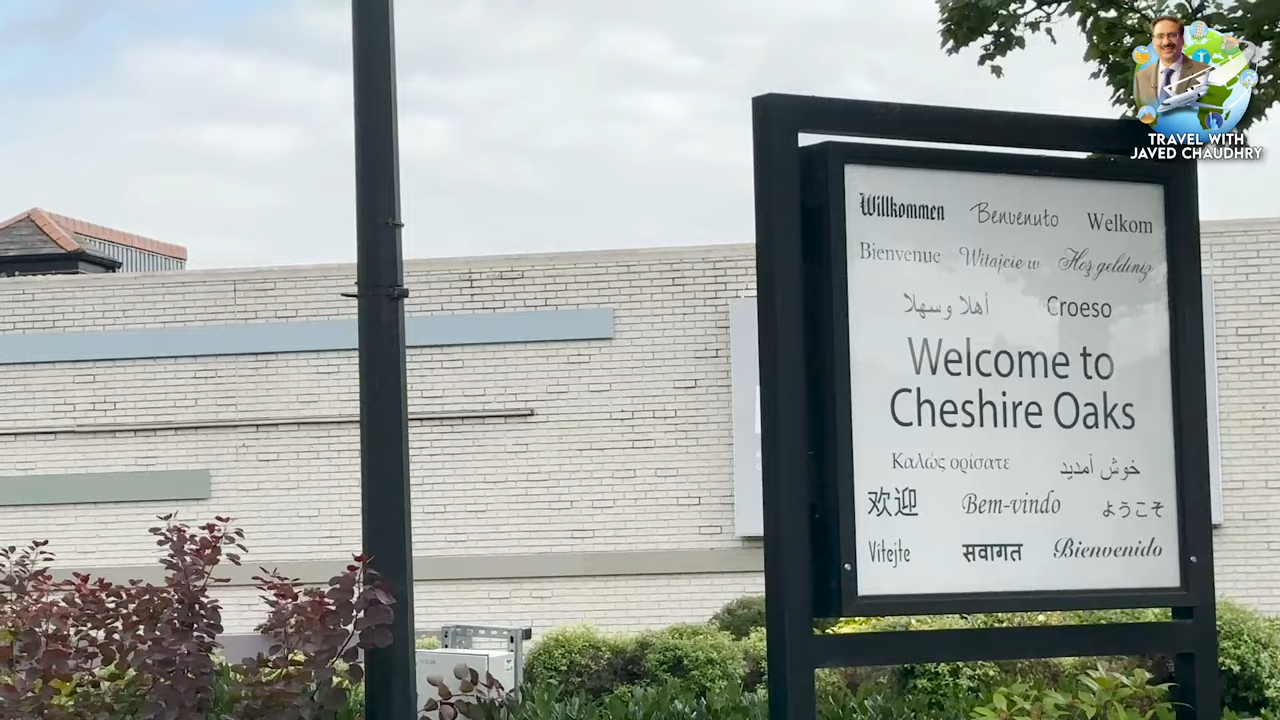 TRAVEL WITH
JAVED CHAUDHRY
Willkommen Benvenuto Welkom
Bienvenue Witajcie w Hoş geldiniz
أهلا وسهلا Croeso
Welcome to
Cheshire Oaks
Καλώς ορίσατε خوش آمدید
欢迎 Bem-vindo ようこそ
Vítejte सवागत Bienvenido